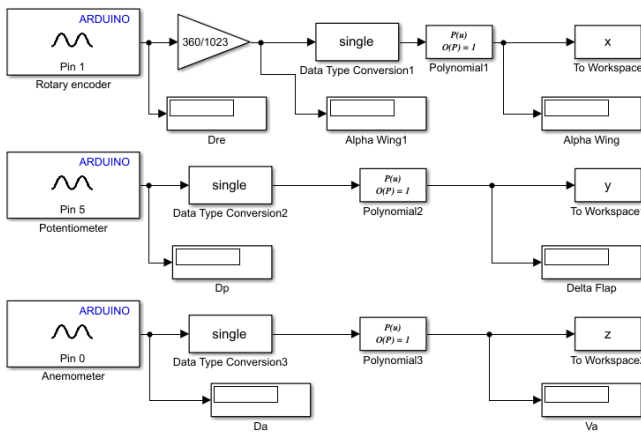 ARDUINO
Pin 1
Rotary encoder
360/1023
single
Data Type Conversion1
P(u)
O(P) = 1
Polynomial1
x
To Workspace
Dre
Alpha Wing1
Alpha Wing
ARDUINO
Pin 5
Potentiometer
single
Data Type Conversion2
P(u)
O(P) = 1
Polynomial2
y
To Workspace
Dp
Delta Flap
ARDUINO
Pin 0
Anemometer
single
Data Type Conversion3
P(u)
O(P) = 1
Polynomial3
z
To Workspace
Da
Va